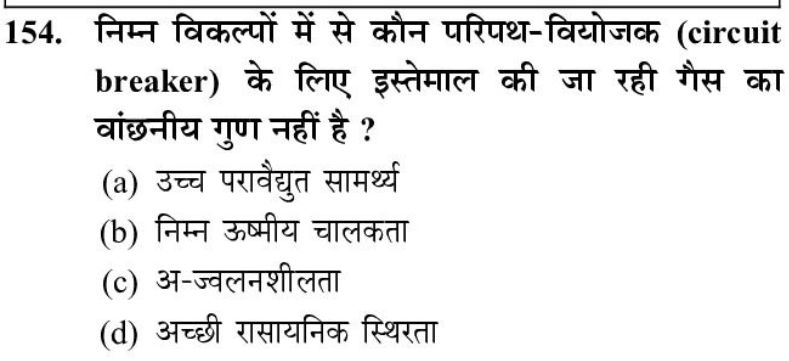 154. निम्न विकल्पों में से कौन परिपथ-वियोजक (circuit
breaker) के लिए इस्तेमाल की जा रही गैस का
वांछनीय गुण नहीं है ?
(a) उच्च परावैद्युत सामर्थ्य
(b) निम्न ऊष्मीय चालकता
(c) अ-ज्वलनशीलता
(d) अच्छी रासायनिक स्थिरता